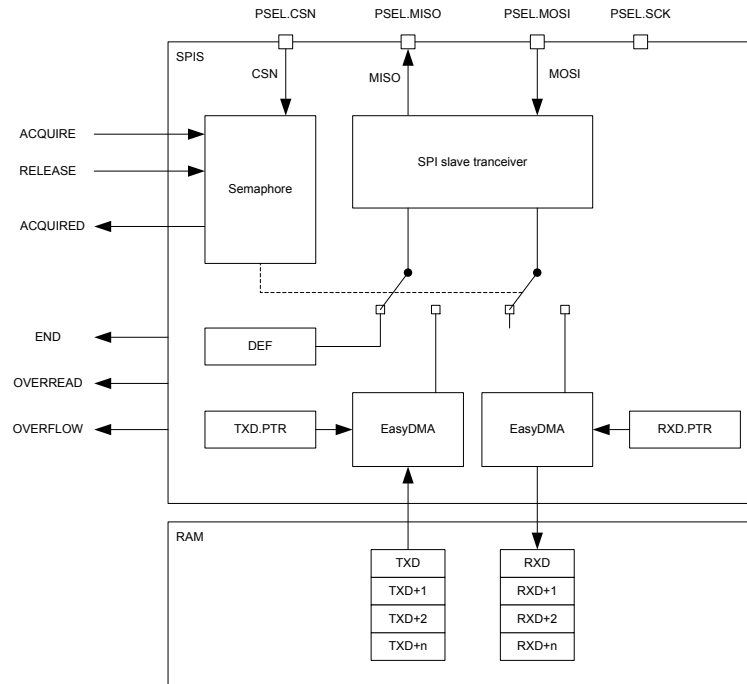 PSEL.CSN PSEL.MISO PSEL.MOSI PSEL.SCK
SPIS
CSN MISO MOSI
ACQUIRE
RELEASE
ACQUIRED
Semaphore
SPI slave tranceiver
END
OVERREAD
OVERFLOW
DEF
TXD.PTR EasyDMA EasyDMA RXD.PTR
RAM
TXD RXD
TXD+1 RXD+1
TXD+2 RXD+2
TXD+n RXD+n